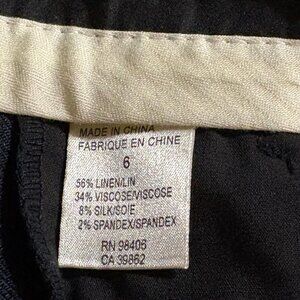 MADE IN CHINA
FABRIQUE EN CHINE
6
56% LINEN/LIN
34% VISCOSE/VISCOSE
8% SILK/SOIE
2% SPANDEX/SPANDEX
RN 98406
CA 39862